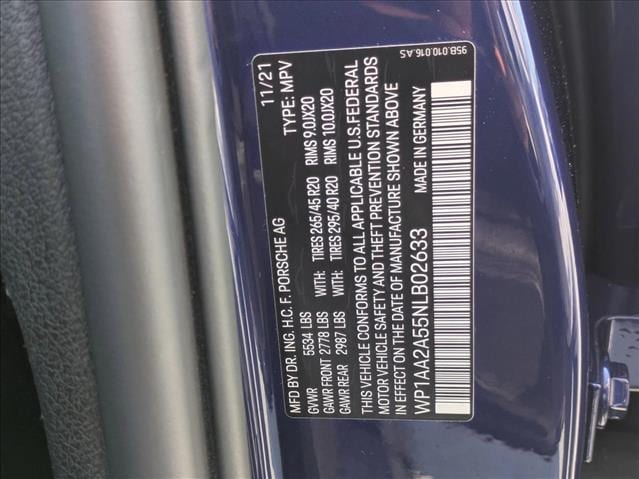 95B.010.016.AS
MFD BY DR. ING. H.C. F. PORSCHE AG 11/21
GVWR 5534 LBS TYPE: MPV
GAWR FRONT 2778 LBS WITH: TIRES 265/45 R20 RIMS 9.0JX20
GAWR REAR 2987 LBS WITH: TIRES 295/40 R20 RIMS 10.0JX20
THIS VEHICLE CONFORMS TO ALL APPLICABLE U.S.FEDERAL
MOTOR VEHICLE SAFETY AND THEFT PREVENTION STANDARDS
IN EFFECT ON THE DATE OF MANUFACTURE SHOWN ABOVE
WP1AA2A55NLB02633 MADE IN GERMANY